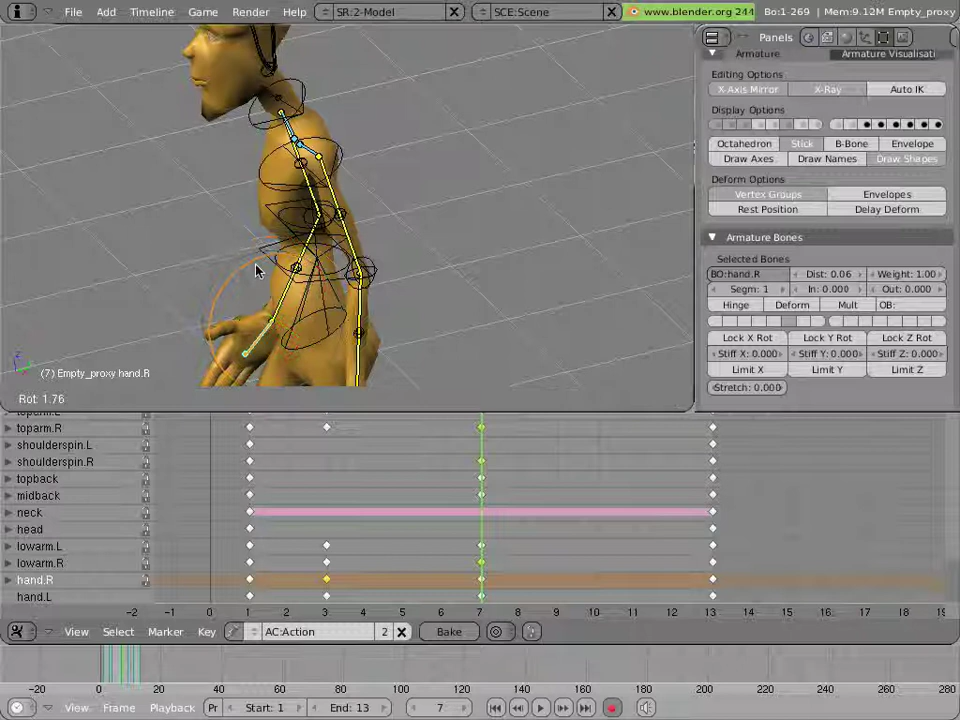 File Add Timeline Game Render Help SR:2-Model SCE:Scene www.blender.org 244 Bo:1-269 | Mem:9.12M Empty_proxy
Panels
Armature Armature Visualisati
Editing Options
X-Axis Mirror X-Ray Auto IK
Display Options
Octahedron Stick B-Bone Envelope
Draw Axes Draw Names Draw Shapes
Deform Options
Vertex Groups Envelopes
Rest Position Delay Deform
Armature Bones
Selected Bones
BO:hand.R Dist: 0.06 Weight: 1.00
Segm: 1 In: 0.000 Out: 0.000
Hinge Deform Mult OB:
Lock X Rot Lock Y Rot Lock Z Rot
Stiff X: 0.000 Stiff Y: 0.000 Stiff Z: 0.000
Limit X Limit Y Limit Z
Stretch: 0.000
(7) Empty_proxy hand.R
Rot: 1.76
toparm.L
toparm.R
shoulderspin.L
shoulderspin.R
topback
midback
neck
head
lowarm.L
lowarm.R
hand.R
hand.L
-2 -1 0 1 2 3 4 5 6 7 8 9 10 11 12 13 14 15 16 17 18 19
View Select Marker Key AC:Action 2 Bake
-20 0 20 40 60 80 100 120 140 160 180 200 220 240 260 280
View Frame Playback Pr Start: 1 End: 13 7